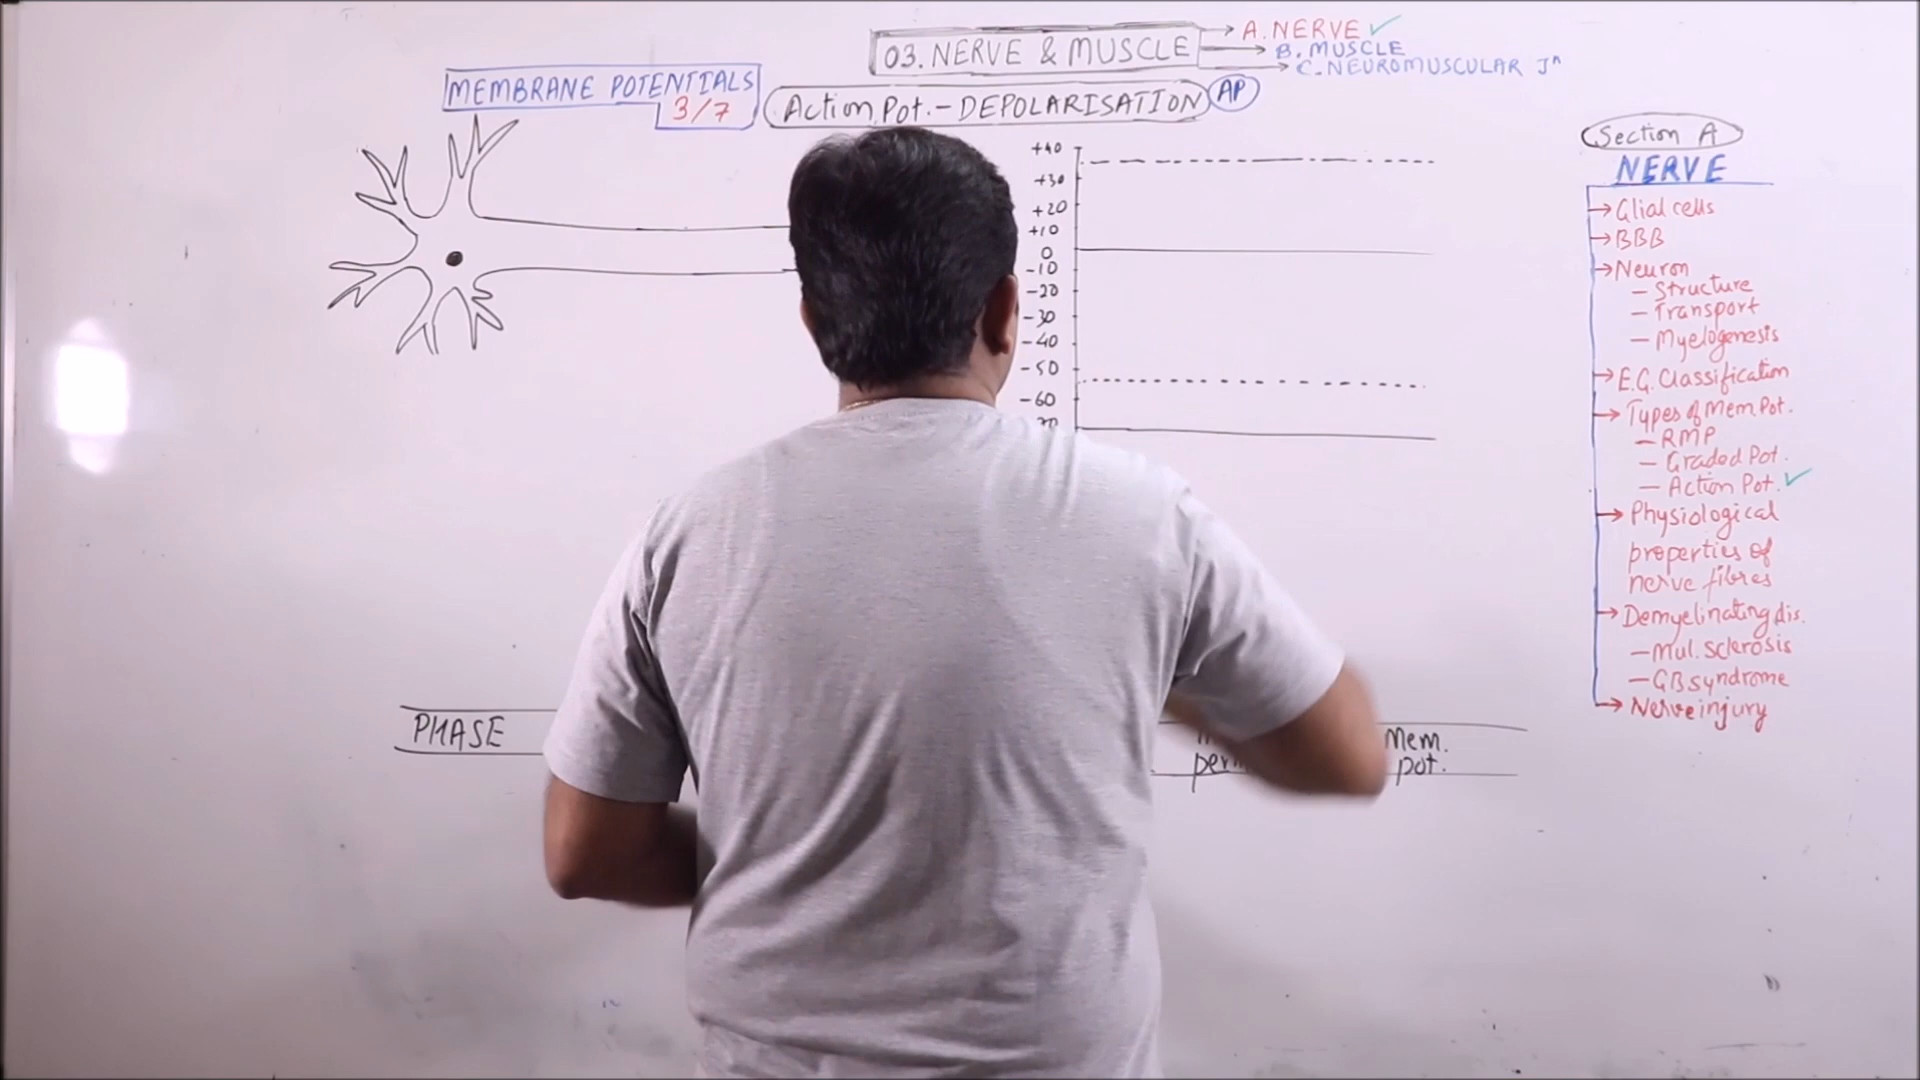 03. NERVE & MUSCLE
A. NERVE ✓
B. MUSCLE
C. NEUROMUSCULAR Jⁿ
MEMBRANE POTENTIALS
3/7
Action Pot. - DEPOLARISATION
AP
+40
+30
+20
+10
0
-10
-20
-30
-40
-50
-60
PHASE
Mem.
pot.
Section A
NERVE
Glial cells
BBB
Neuron
- Structure
- Transport
- Myelogenesis
E.G. Classification
Types of Mem Pot.
- RMP
- Graded Pot.
- Action Pot. ✓
Physiological
properties of
nerve fibres
Demyelinating dis.
- Mul. Sclerosis
- GB syndrome
Nerve injury